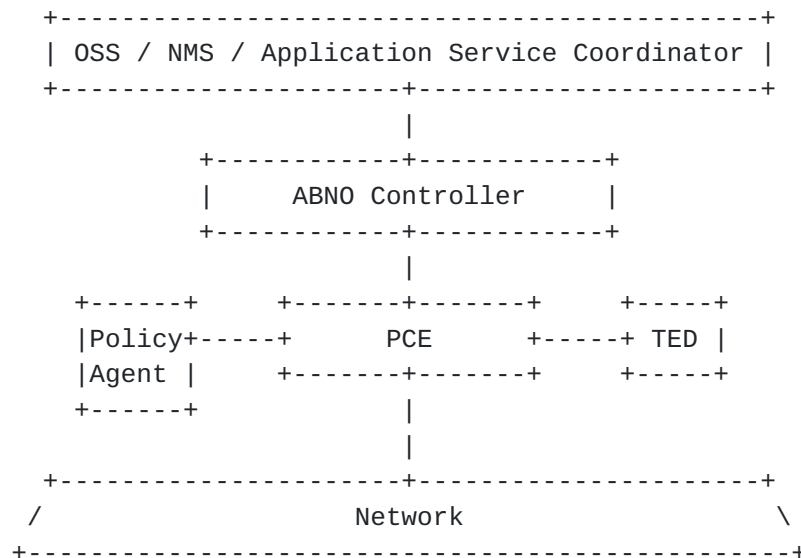 OSS / NMS / Application Service Coordinator
ABNO Controller
Policy PCE TED
Agent
Network